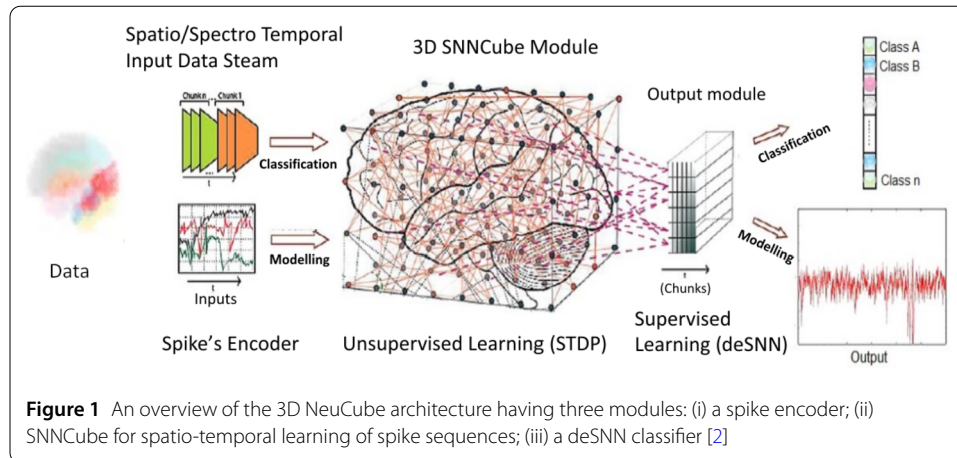 Spatio/Spectro Temporal
Input Data Steam
3D SNNCube Module
Class A
Class B
Chunk n
...
Chunk 1
Output module
Classification
Classification
...
t
Class n
Data
Modelling
Modelling
t
Inputs
t
(Chunks)
Spike's Encoder
Unsupervised Learning (STDP)
Supervised
Learning (deSNN)
Output
Figure 1 An overview of the 3D NeuCube architecture having three modules: (i) a spike encoder; (ii)
SNNCube for spatio-temporal learning of spike sequences; (iii) a deSNN classifier [2]